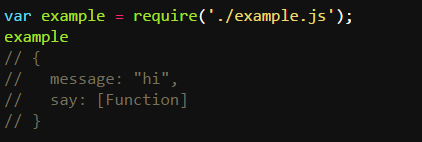 var example = require('./example.js');
example
// {
//   message: "hi",
//   say: [Function]
// }